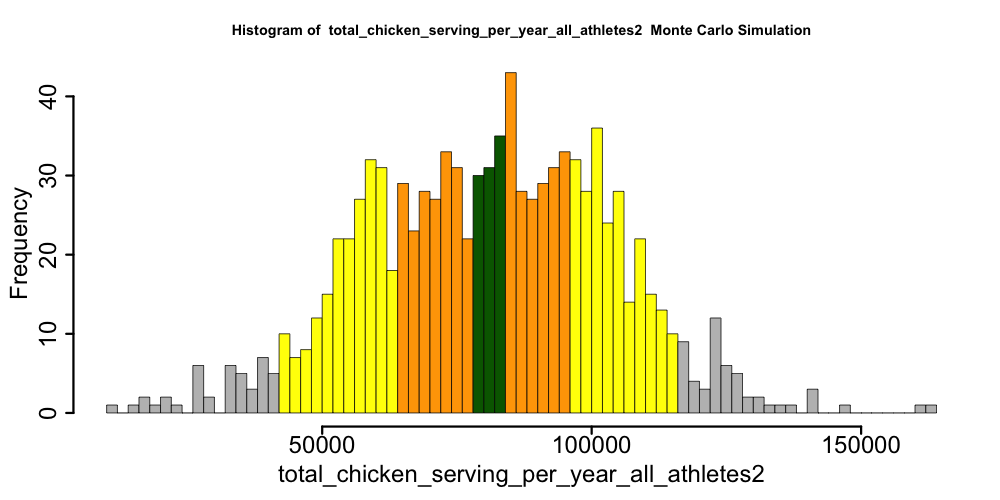 Histogram of  total_chicken_serving_per_year_all_athletes2  Monte Carlo Simulation
40
30
20
10
0
Frequency
50000 100000 150000
total_chicken_serving_per_year_all_athletes2